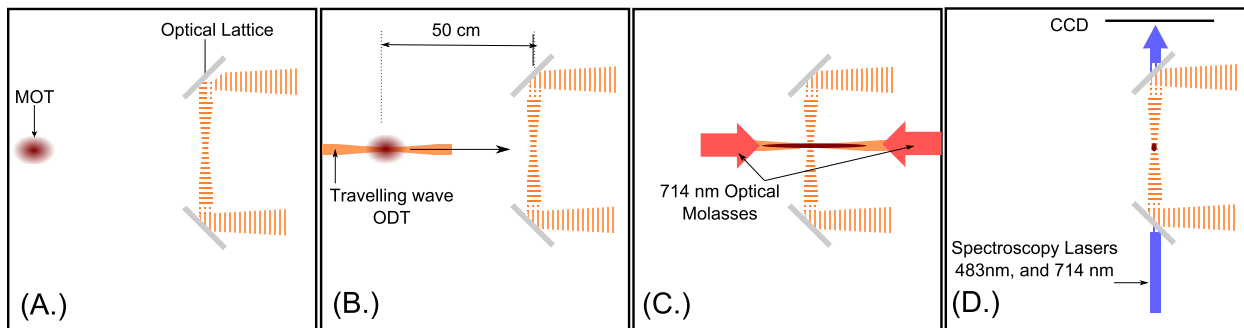 Optical Lattice
MOT
(A.)
50 cm
Travelling wave
ODT
(B.)
714 nm Optical
Molasses
(C.)
CCD
Spectroscopy Lasers
483nm, and 714 nm
(D.)